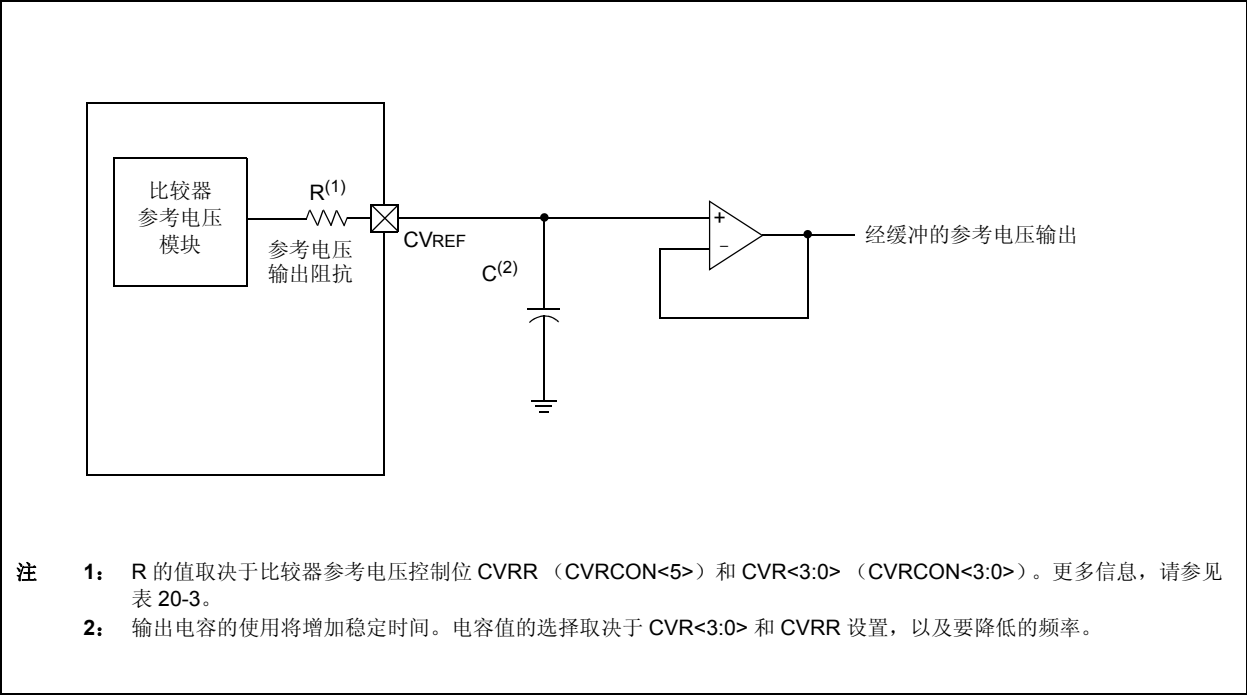 比较器
参考电压
模块
R(1)
参考电压
输出阻抗
CVREF
C(2)
+
−
经缓冲的参考电压输出
注 1： R 的值取决于比较器参考电压控制位 CVRR （CVRCON<5>）和 CVR<3:0> （CVRCON<3:0>）。更多信息，请参见
表 20-3。
2： 输出电容的使用将增加稳定时间。电容值的选择取决于 CVR<3:0> 和 CVRR 设置，以及要降低的频率。